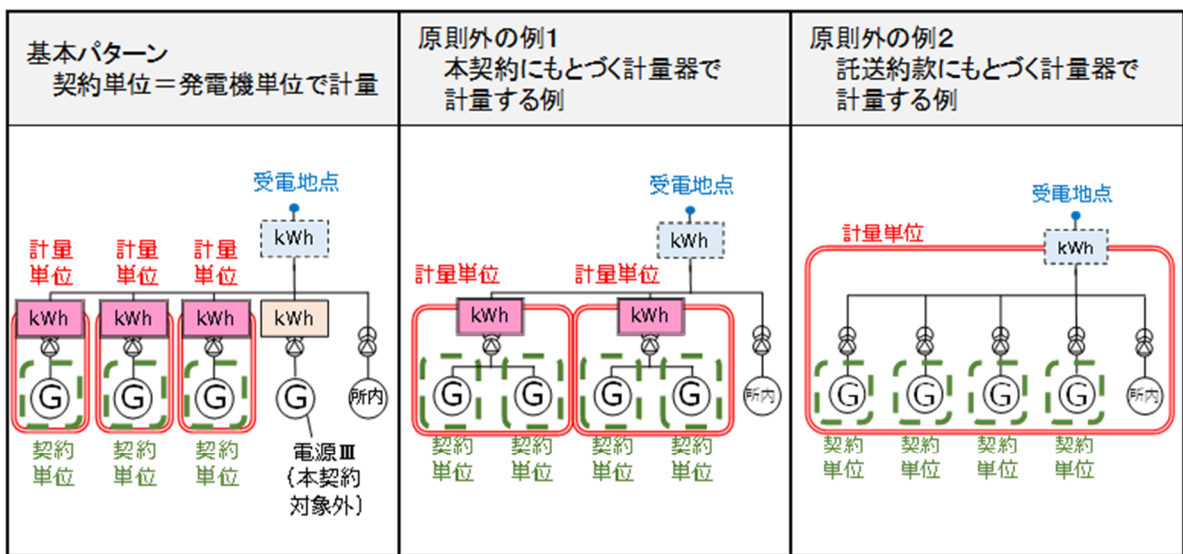 基本パターン
契約単位＝発電機単位で計量
原則外の例1
本契約にもとづく計量器で
計量する例
原則外の例2
託送約款にもとづく計量器で
計量する例
受電地点
kWh
計量
単位
計量
単位
計量
単位
kWh
kWh
kWh
kWh
G
G
G
G
所内
契約
単位
契約
単位
契約
単位
電源Ⅲ
(本契約
対象外)
受電地点
kWh
計量単位
計量単位
kWh
kWh
G
G
G
G
所内
契約
単位
契約
単位
契約
単位
契約
単位
受電地点
計量単位
kWh
G
G
G
G
所内
契約
単位
契約
単位
契約
単位
契約
単位